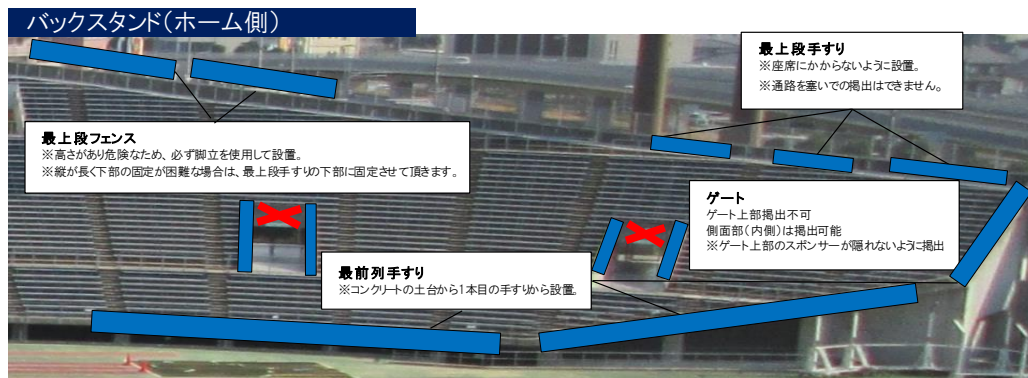 バックスタンド（ホーム側）
最上段手すり
※座席にかからないように設置。
※通路を塞いでの掲出はできません。
最上段フェンス
※高さがあり危険なため、必ず脚立を使用して設置。
※縦が長く下部の固定が困難な場合は、最上段手すりの下部に固定させて頂きます。
ゲート
ゲート上部掲出不可
側面部（内側）は掲出可能
※ゲート上部のスポンサーが隠れないように掲出
最前列手すり
※コンクリートの土台から1本目の手すりから設置。